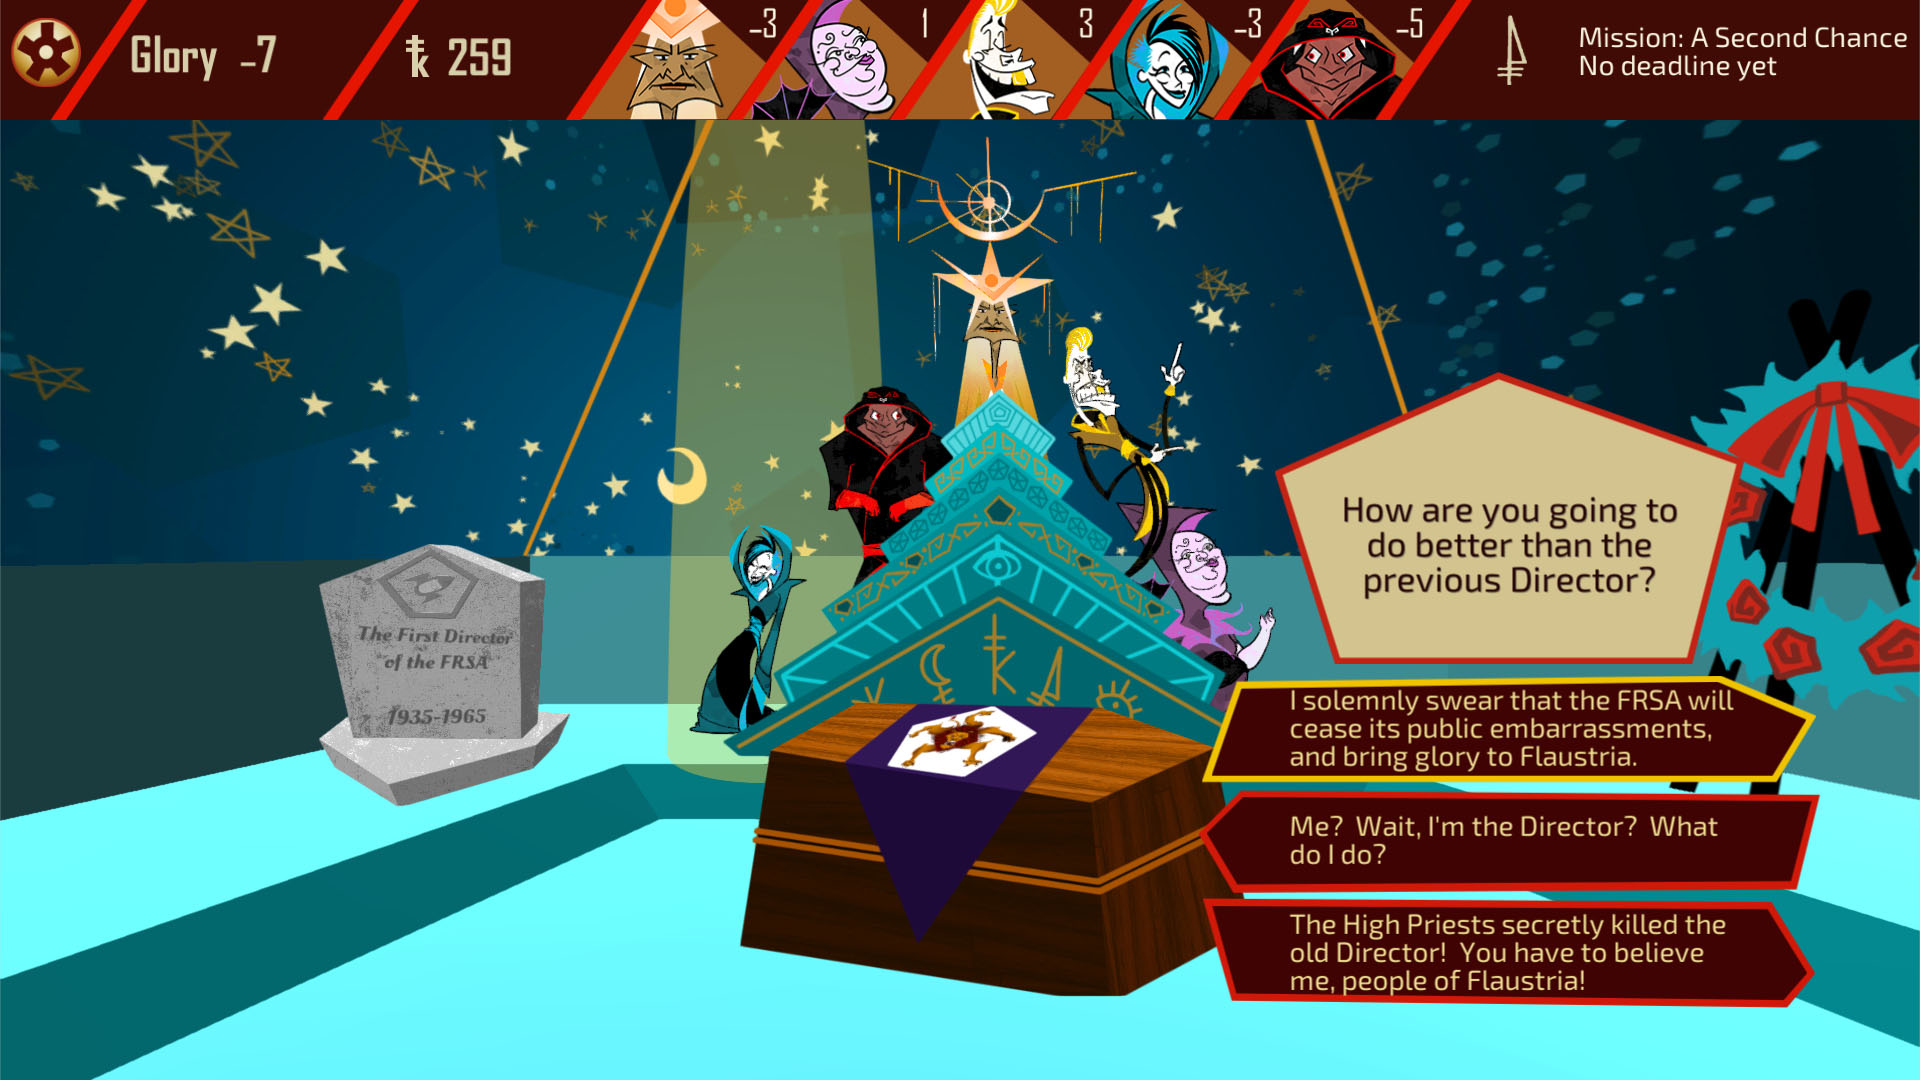 Glory -7
ŧk 259
-3
1
3
-3
-5
Mission: A Second Chance
No deadline yet
The First Director
of the FRSA
1935-1965
How are you going to
do better than the
previous Director?
I solemnly swear that the FRSA will
cease its public embarrassments,
and bring glory to Flaustria.
Me?  Wait, I'm the Director?  What
do I do?
The High Priests secretly killed the
old Director!  You have to believe
me, people of Flaustria!